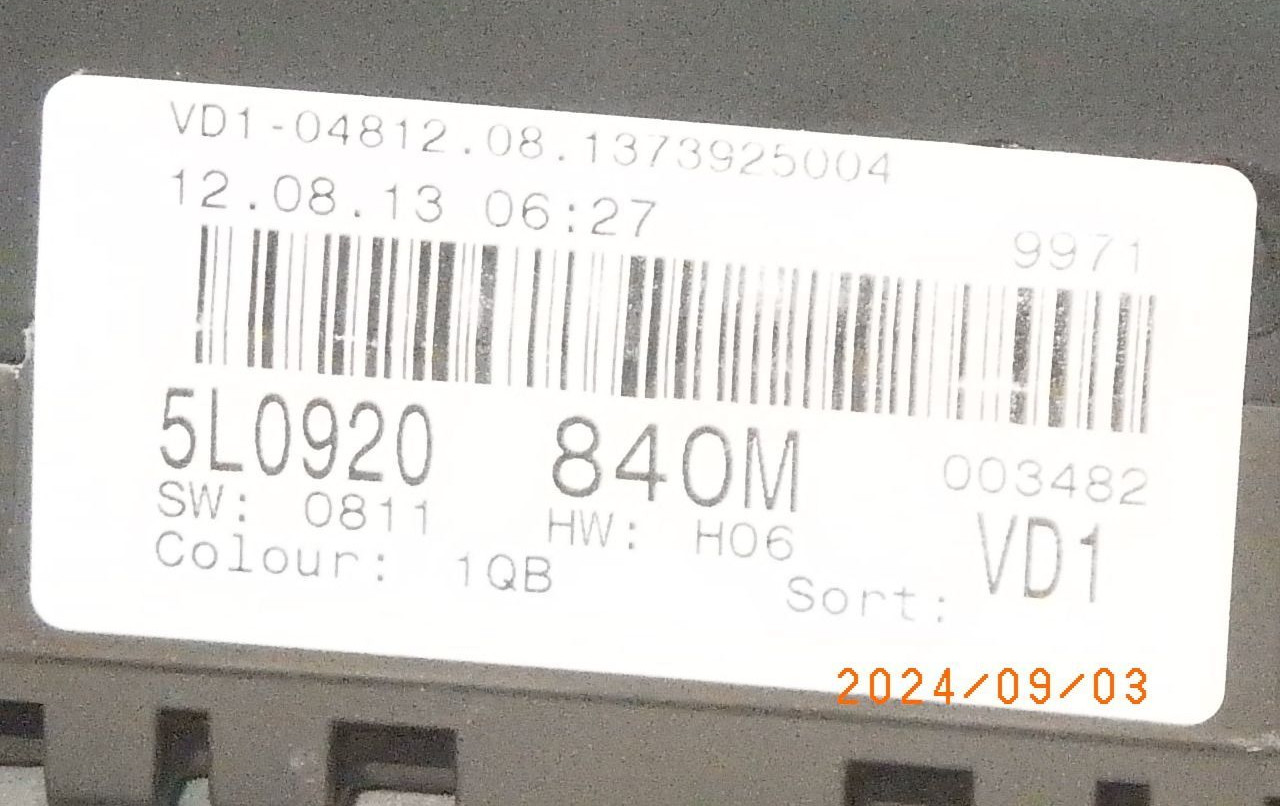 VD1-04812.08.1373925004
12.08.13 06:27
9971
5L0920 840M
003482
SW: 0811 HW: H06
VD1
Colour: 1QB Sort:
2024/09/03